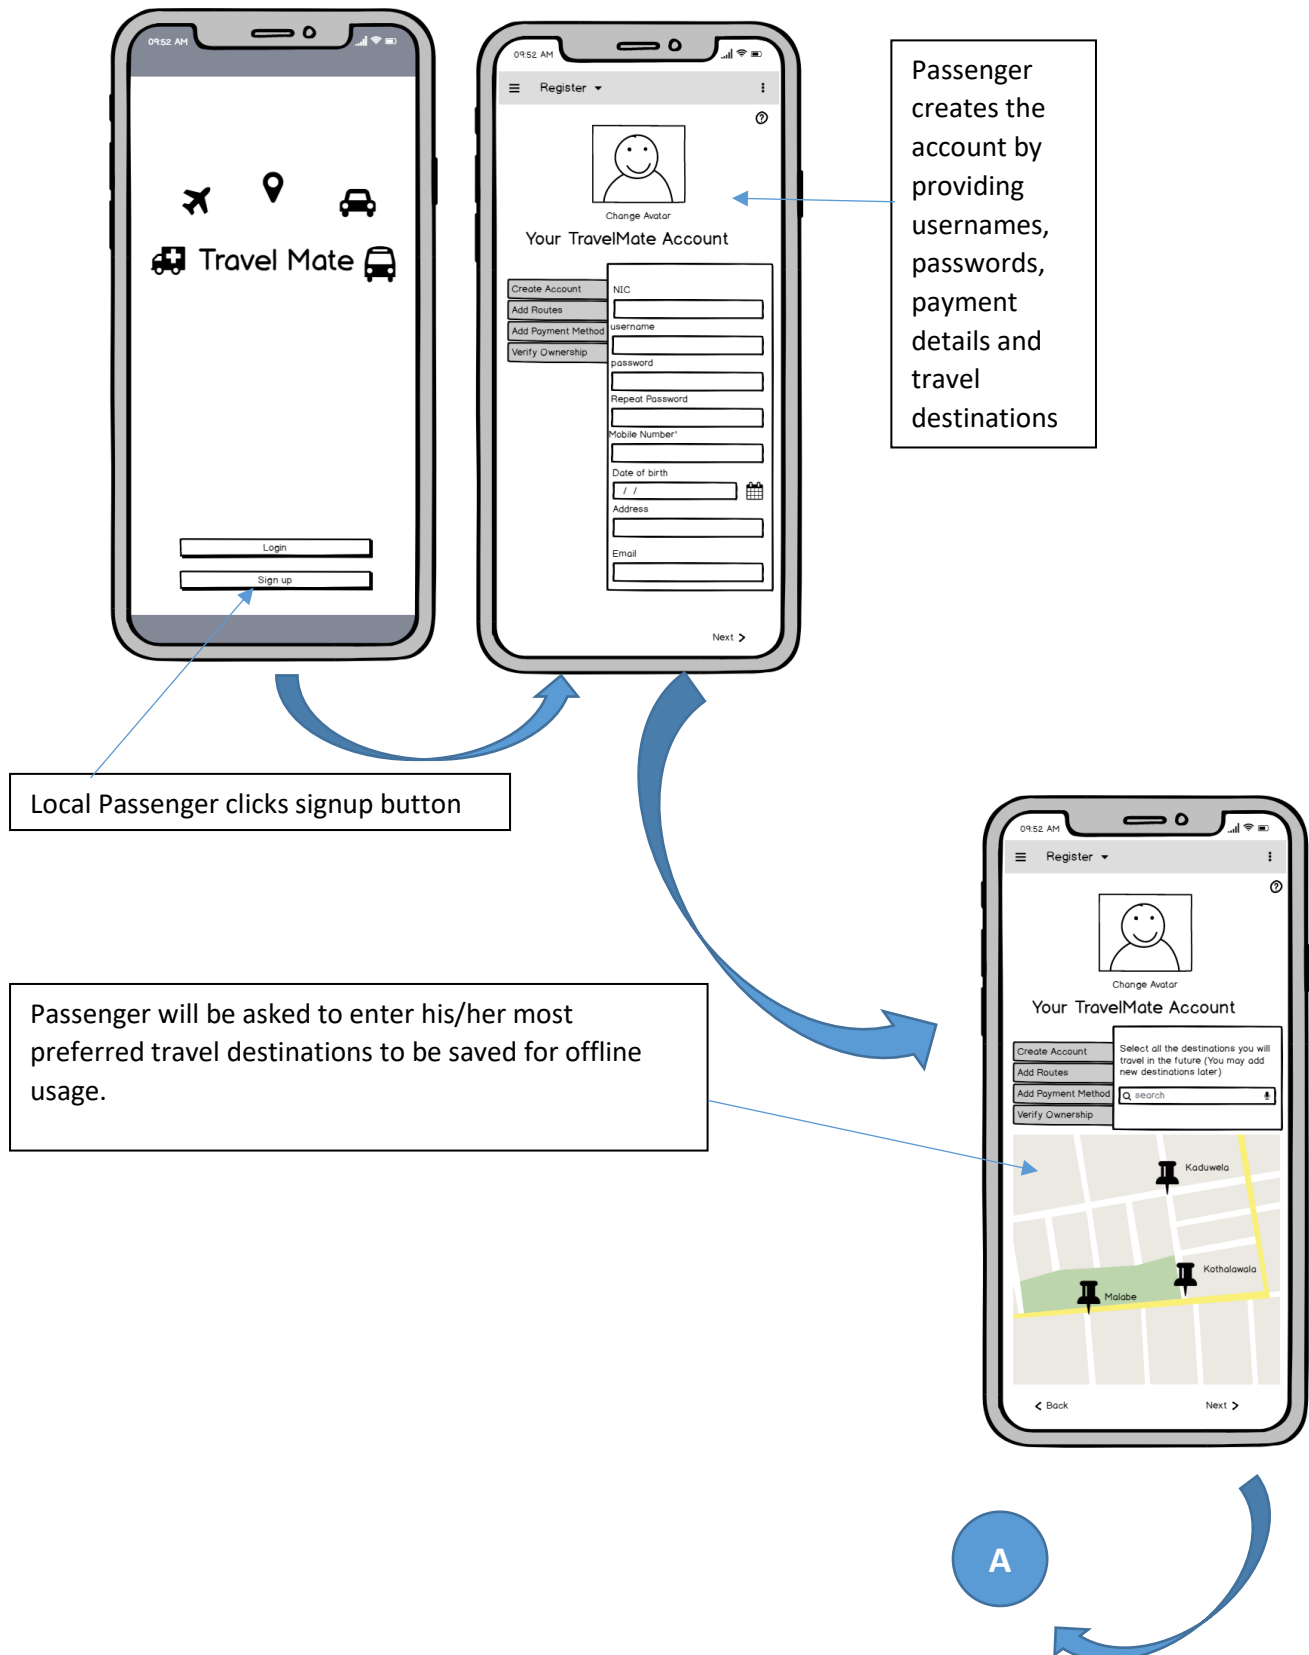 09:52 AM
Travel Mate
Login
Sign up
09:52 AM
Register
?
Change Avatar
Your TravelMate Account
Create Account
Add Routes
Add Payment Method
Verify Ownership
NIC
username
password
Repeat Password
Mobile Number'
Date of birth
/ /
Address
Email
Next >
Passenger
creates the
account by
providing
usernames,
passwords,
payment
details and
travel
destinations
Local Passenger clicks signup button
Passenger will be asked to enter his/her most
preferred travel destinations to be saved for offline
usage.
09:52 AM
Register
?
Change Avatar
Your TravelMate Account
Create Account
Add Routes
Add Payment Method
Verify Ownership
Select all the destinations you will
travel in the future (You may add
new destinations later)
search
Kaduwela
Kothalawala
Malabe
< Back
Next >
A